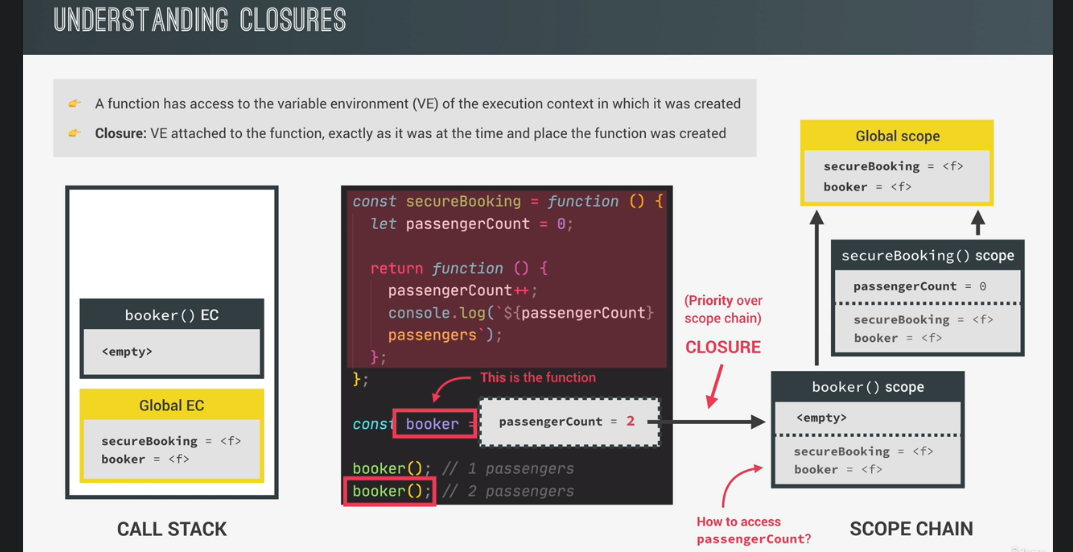 UNDERSTANDING CLOSURES
👉 A function has access to the variable environment (VE) of the execution context in which it was created
👉 Closure: VE attached to the function, exactly as it was at the time and place the function was created
booker() EC
<empty>
Global EC
secureBooking = <f>
booker = <f>
CALL STACK
const secureBooking = function () {
let passengerCount = 0;
return function () {
passengerCount++;
console.log(`${passengerCount}
passengers`);
};
};
This is the function
const booker =
passengerCount = 2
booker(); // 1 passengers
booker(); // 2 passengers
(Priority over
scope chain)
CLOSURE
Global scope
secureBooking = <f>
booker = <f>
secureBooking() scope
passengerCount = 0
secureBooking = <f>
booker = <f>
booker() scope
<empty>
secureBooking = <f>
booker = <f>
How to access
passengerCount?
SCOPE CHAIN